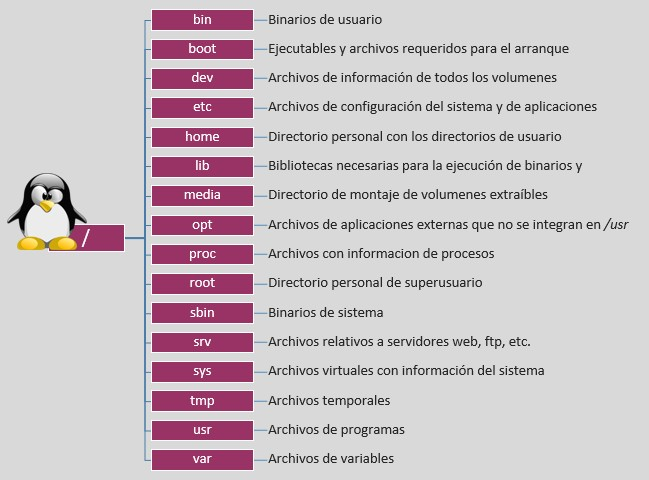 /
bin Binarios de usuario
boot Ejecutables y archivos requeridos para el arranque
dev Archivos de información de todos los volumenes
etc Archivos de configuración del sistema y de aplicaciones
home Directorio personal con los directorios de usuario
lib Bibliotecas necesarias para la ejecución de binarios y
media Directorio de montaje de volumenes extraíbles
opt Archivos de aplicaciones externas que no se integran en /usr
proc Archivos con informacion de procesos
root Directorio personal de superusuario
sbin Binarios de sistema
srv Archivos relativos a servidores web, ftp, etc.
sys Archivos virtuales con información del sistema
tmp Archivos temporales
usr Archivos de programas
var Archivos de variables